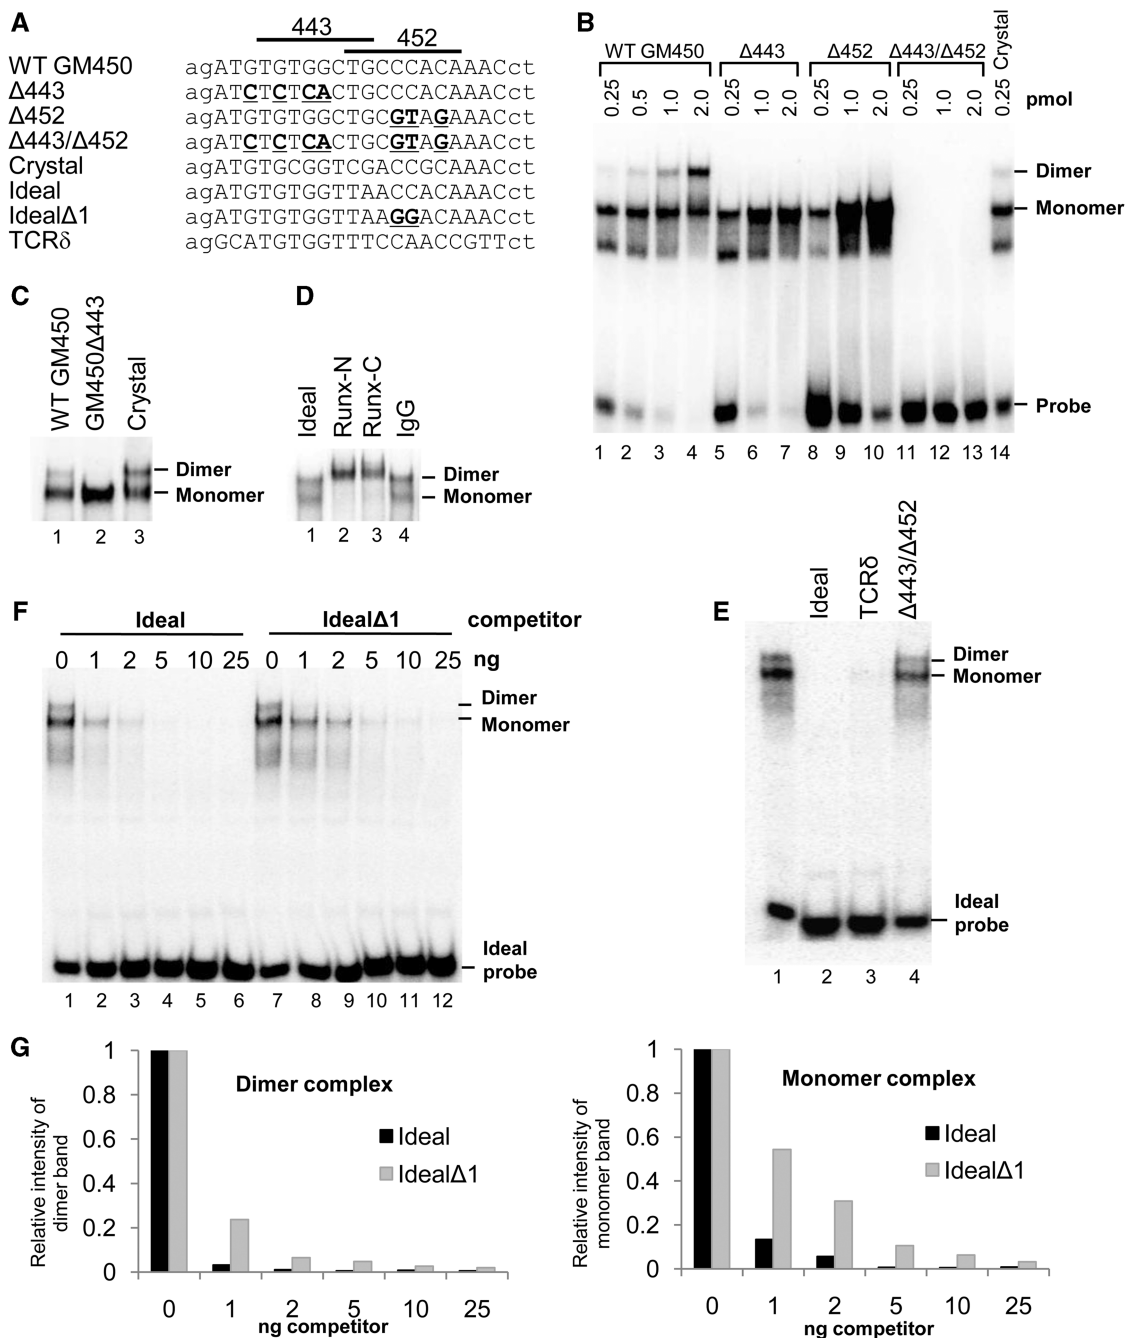 A
443
452
WT GM450 agATGTGTGGCTGCCCACAAACct
Δ443 agATCTCTCACTGCCCACAAACct
Δ452 agATGTGTGGCTGCGTAGAAACct
Δ443/Δ452 agATCTCTCACTGCGTAGAAACct
Crystal agATGTGCGGTCGACCGCAAACct
Ideal agATGTGTGGTTAACCACAAACct
IdealΔ1 agATGTGTGGTTAAGGACAAACct
TCRδ agGCATGTGGTTTCCAACCGTTct
B
WT GM450 Δ443 Δ452 Δ443/Δ452 Crystal
0.25 0.5 1.0 2.0 0.25 1.0 2.0 0.25 1.0 2.0 0.25 1.0 2.0 0.25 pmol
Dimer
Monomer
Probe
1 2 3 4 5 6 7 8 9 10 11 12 13 14
C
WT GM450 GM450Δ443 Crystal
Dimer
Monomer
1 2 3
D
Ideal Runx-N Runx-C IgG
Dimer
Monomer
1 2 3 4
F
Ideal IdealΔ1 competitor
0 1 2 5 10 25 0 1 2 5 10 25 ng
Dimer
Monomer
Ideal
probe
1 2 3 4 5 6 7 8 9 10 11 12
E
Ideal TCRδ Δ443/Δ452
Dimer
Monomer
Ideal
probe
1 2 3 4
G
Relative intensity of
dimer band
1
0.8
0.6
0.4
0.2
0
Dimer complex
Ideal
IdealΔ1
0 1 2 5 10 25
ng competitor
Relative intensity of
monomer band
1
0.8
0.6
0.4
0.2
0
Monomer complex
Ideal
IdealΔ1
0 1 2 5 10 25
ng competitor